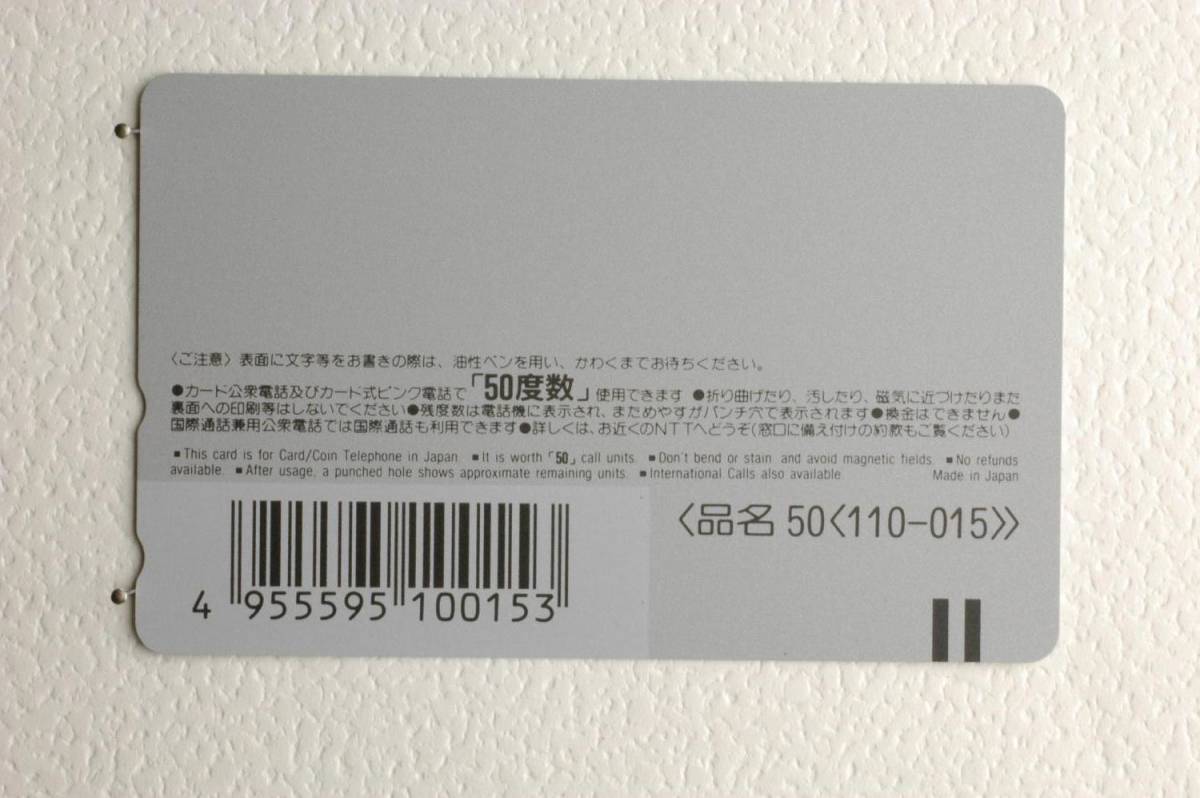 〈ご注意〉表面に文字等をお書きの際は、油性ペンを用い、かわくまでお待ちください。
●カード公衆電話及びカード式ピンク電話で「50度数」使用できます ●折り曲げたり、汚したり、磁気に近づけたりまた
裏面への印刷等はしないでください●残度数は電話機に表示され、まためやすがパンチ穴で表示されます●換金はできません●
国際通話兼用公衆電話では国際通話も利用できます●詳しくは、お近くのNTTへどうぞ(窓口に備え付けの約款もご覧ください)
■This card is for Card/Coin Telephone in Japan. ■It is worth「50」call units. ■Don't bend or stain, and avoid magnetic fields. ■No refunds
available. ■After usage, a punched hole shows approximate remaining units. ■International Calls also available. Made in Japan
〈品名 50〈110-015〉〉
4 955595 100153